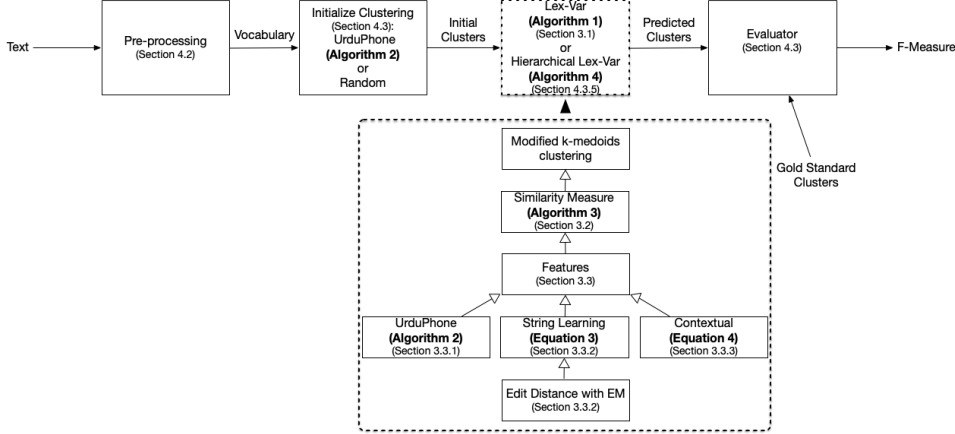 Text
Pre-processing
(Section 4.2)
Vocabulary
Initialize Clustering
(Section 4.3):
UrduPhone
(Algorithm 2)
or
Random
Initial
Clusters
Lex-Var
(Algorithm 1)
(Section 3.1)
or
Hierarchical Lex-Var
(Algorithm 4)
(Section 4.3.5)
Predicted
Clusters
Evaluator
(Section 4.3)
F-Measure
Gold Standard
Clusters
Modified k-medoids
clustering
Similarity Measure
(Algorithm 3)
(Section 3.2)
Features
(Section 3.3)
UrduPhone
(Algorithm 2)
(Section 3.3.1)
String Learning
(Equation 3)
(Section 3.3.2)
Contextual
(Equation 4)
(Section 3.3.3)
Edit Distance with EM
(Section 3.3.2)